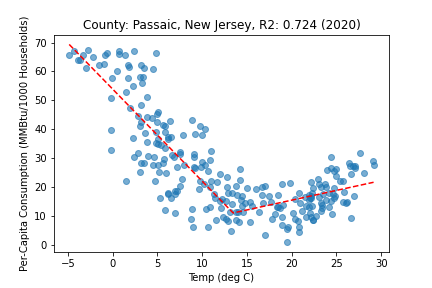 County: Passaic, New Jersey, R2: 0.724 (2020)
Per-Capita Consumption (MMBtu/1000 Households)
70
60
50
40
30
20
10
0
−5 0 5 10 15 20 25 30
Temp (deg C)